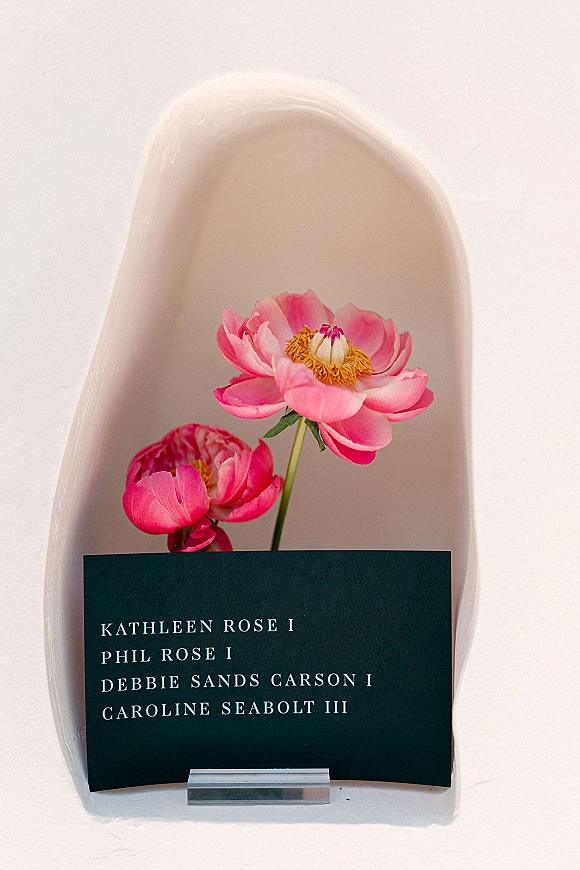 KATHLEEN ROSE I
PHIL ROSE I
DEBBIE SANDS CARSON I
CAROLINE SEABOLT III